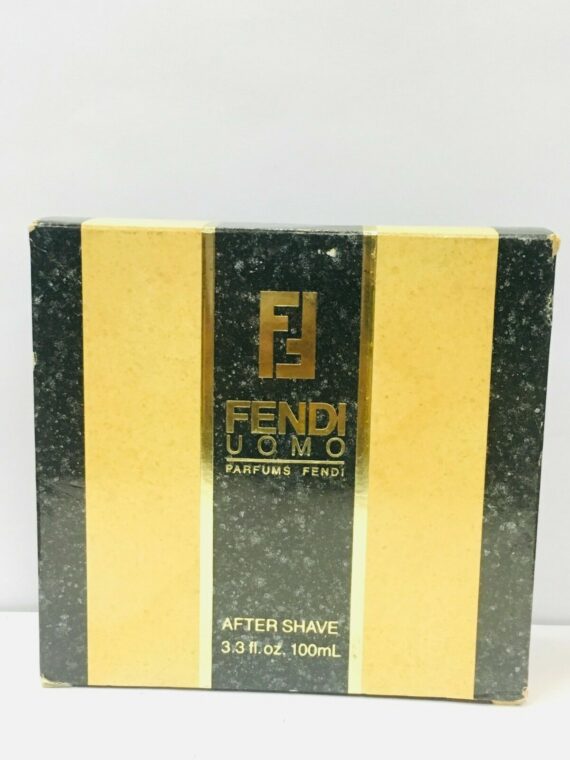 FENDI
UOMO
PARFUMS FENDI
AFTER SHAVE
3.3 fl. oz. 100mL